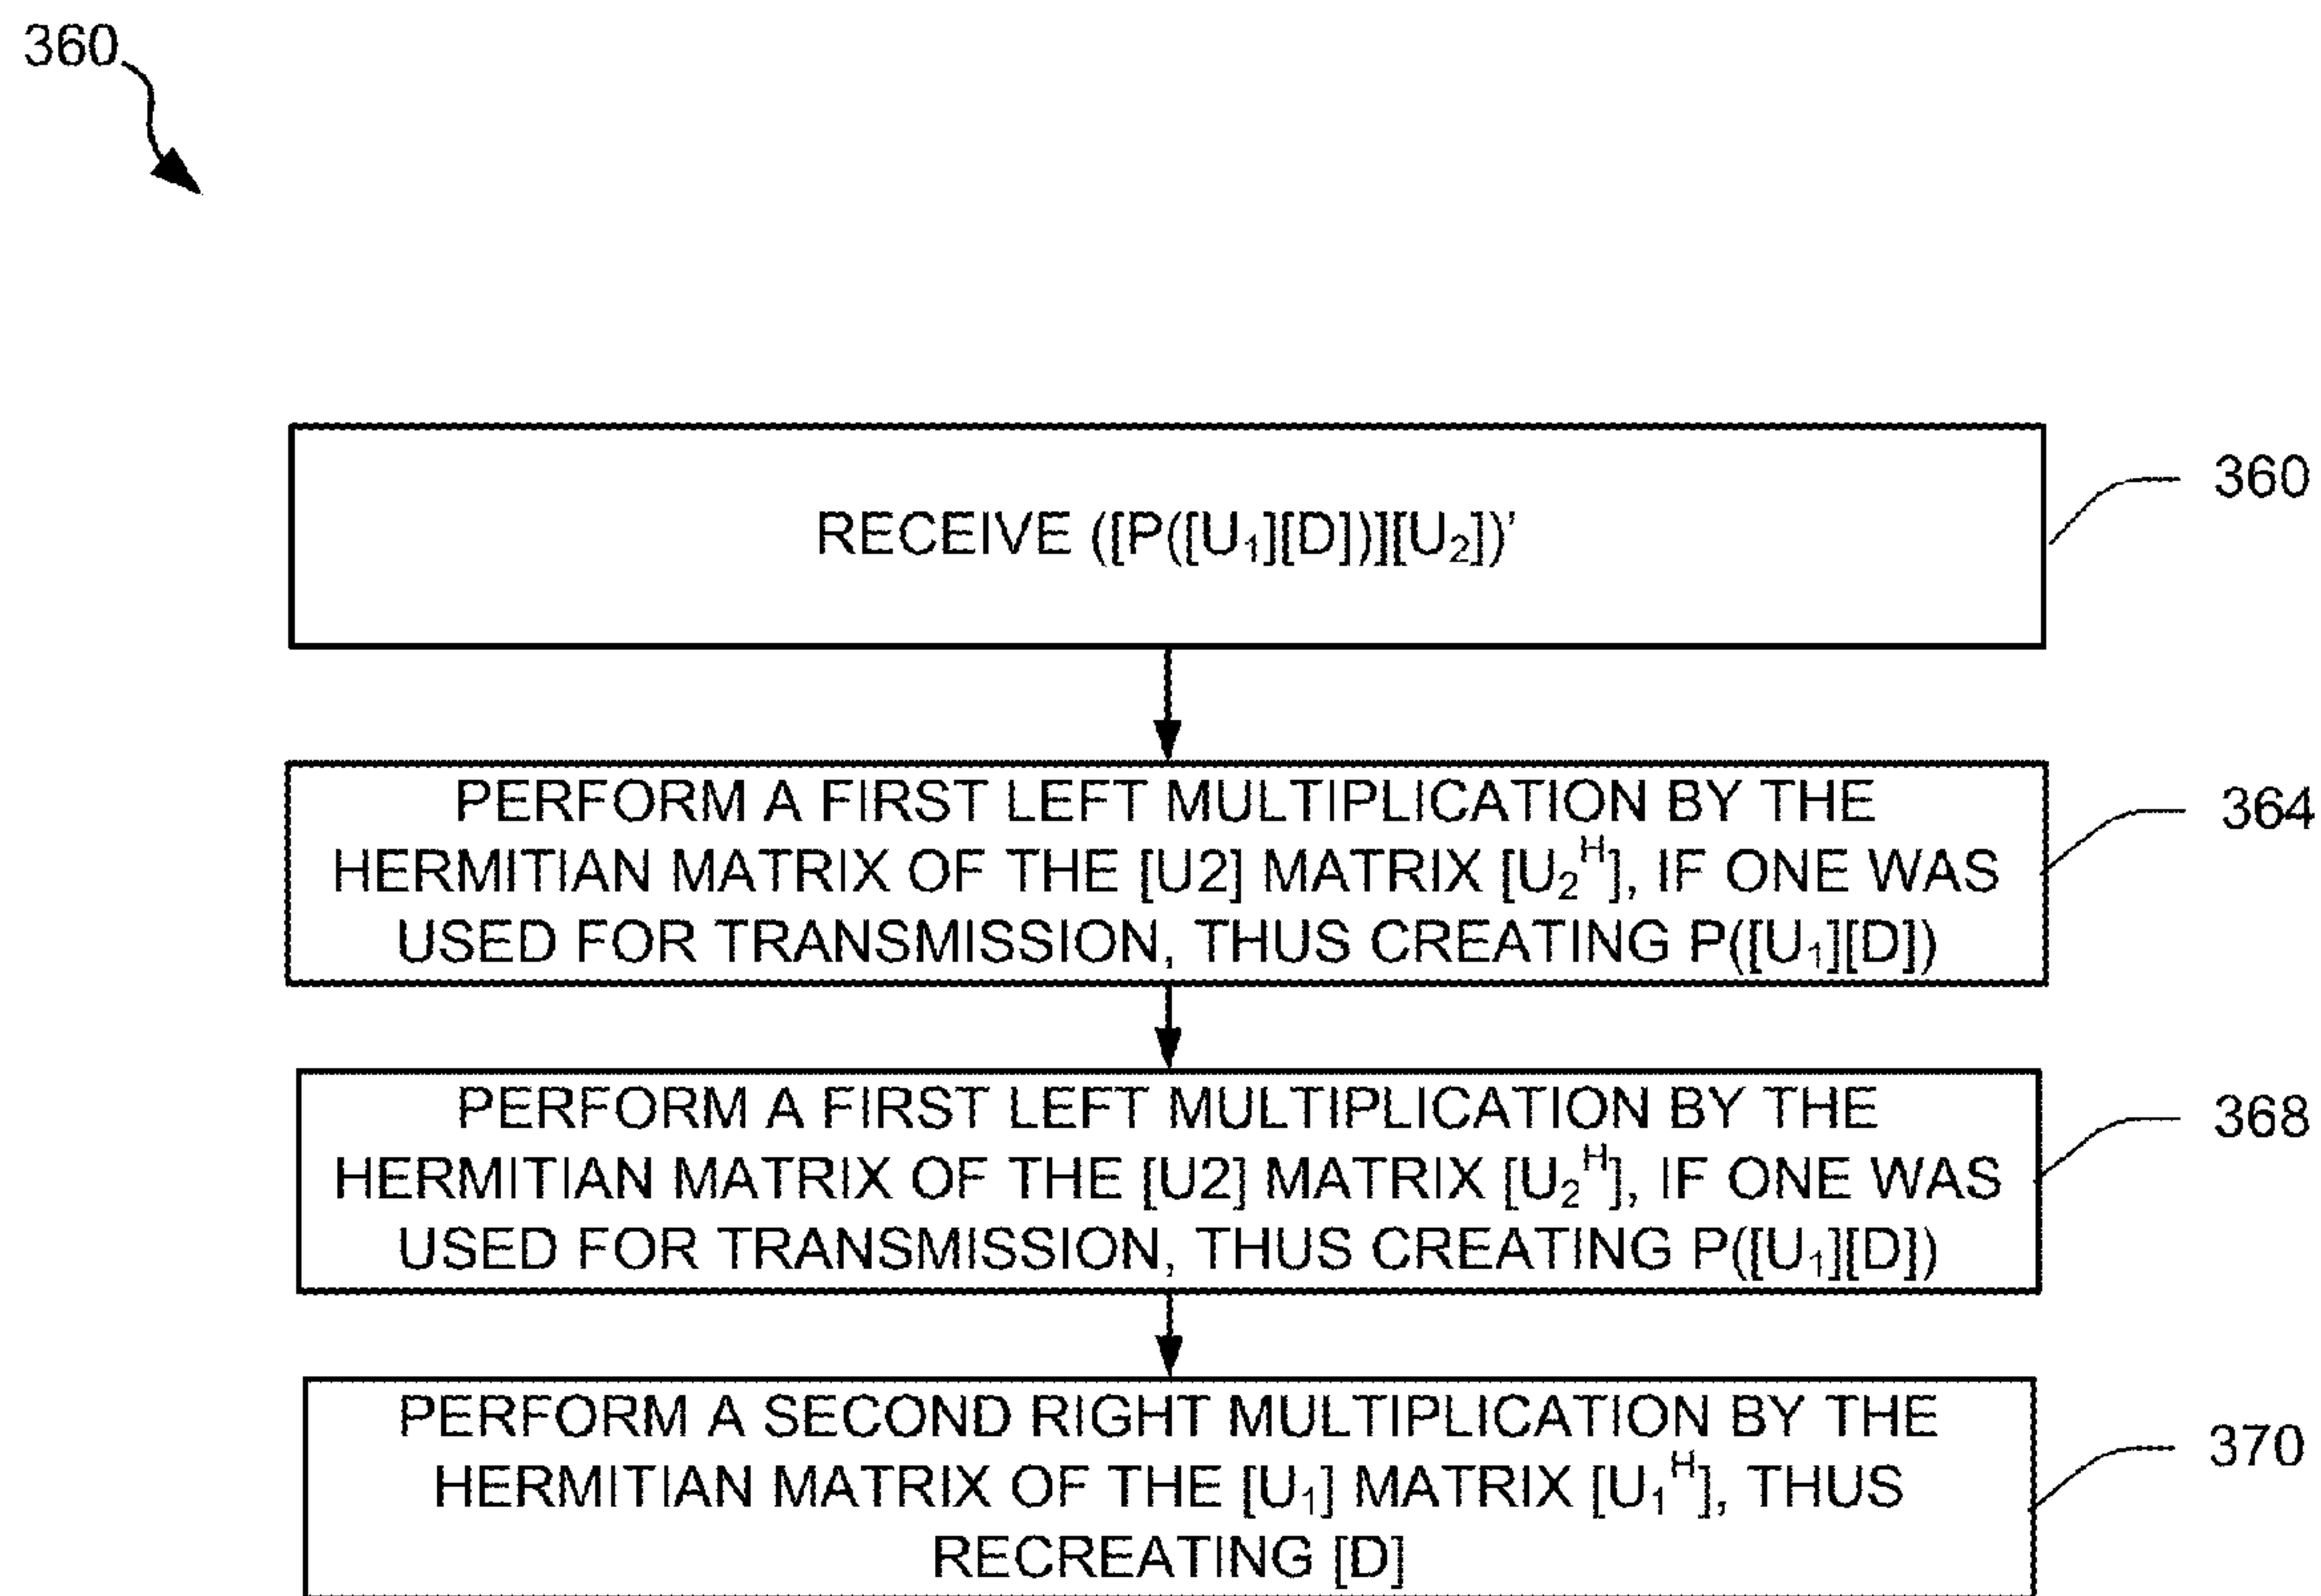 360
RECEIVE ([P([U₁][D])][U₂])’
360
PERFORM A FIRST LEFT MULTIPLICATION BY THE
HERMITIAN MATRIX OF THE [U2] MATRIX [U₂ᴴ], IF ONE WAS
USED FOR TRANSMISSION, THUS CREATING P([U₁][D])
364
PERFORM A FIRST LEFT MULTIPLICATION BY THE
HERMITIAN MATRIX OF THE [U2] MATRIX [U₂ᴴ], IF ONE WAS
USED FOR TRANSMISSION, THUS CREATING P([U₁][D])
368
PERFORM A SECOND RIGHT MULTIPLICATION BY THE
HERMITIAN MATRIX OF THE [U₁] MATRIX [U₁ᴴ], THUS
RECREATING [D]
370